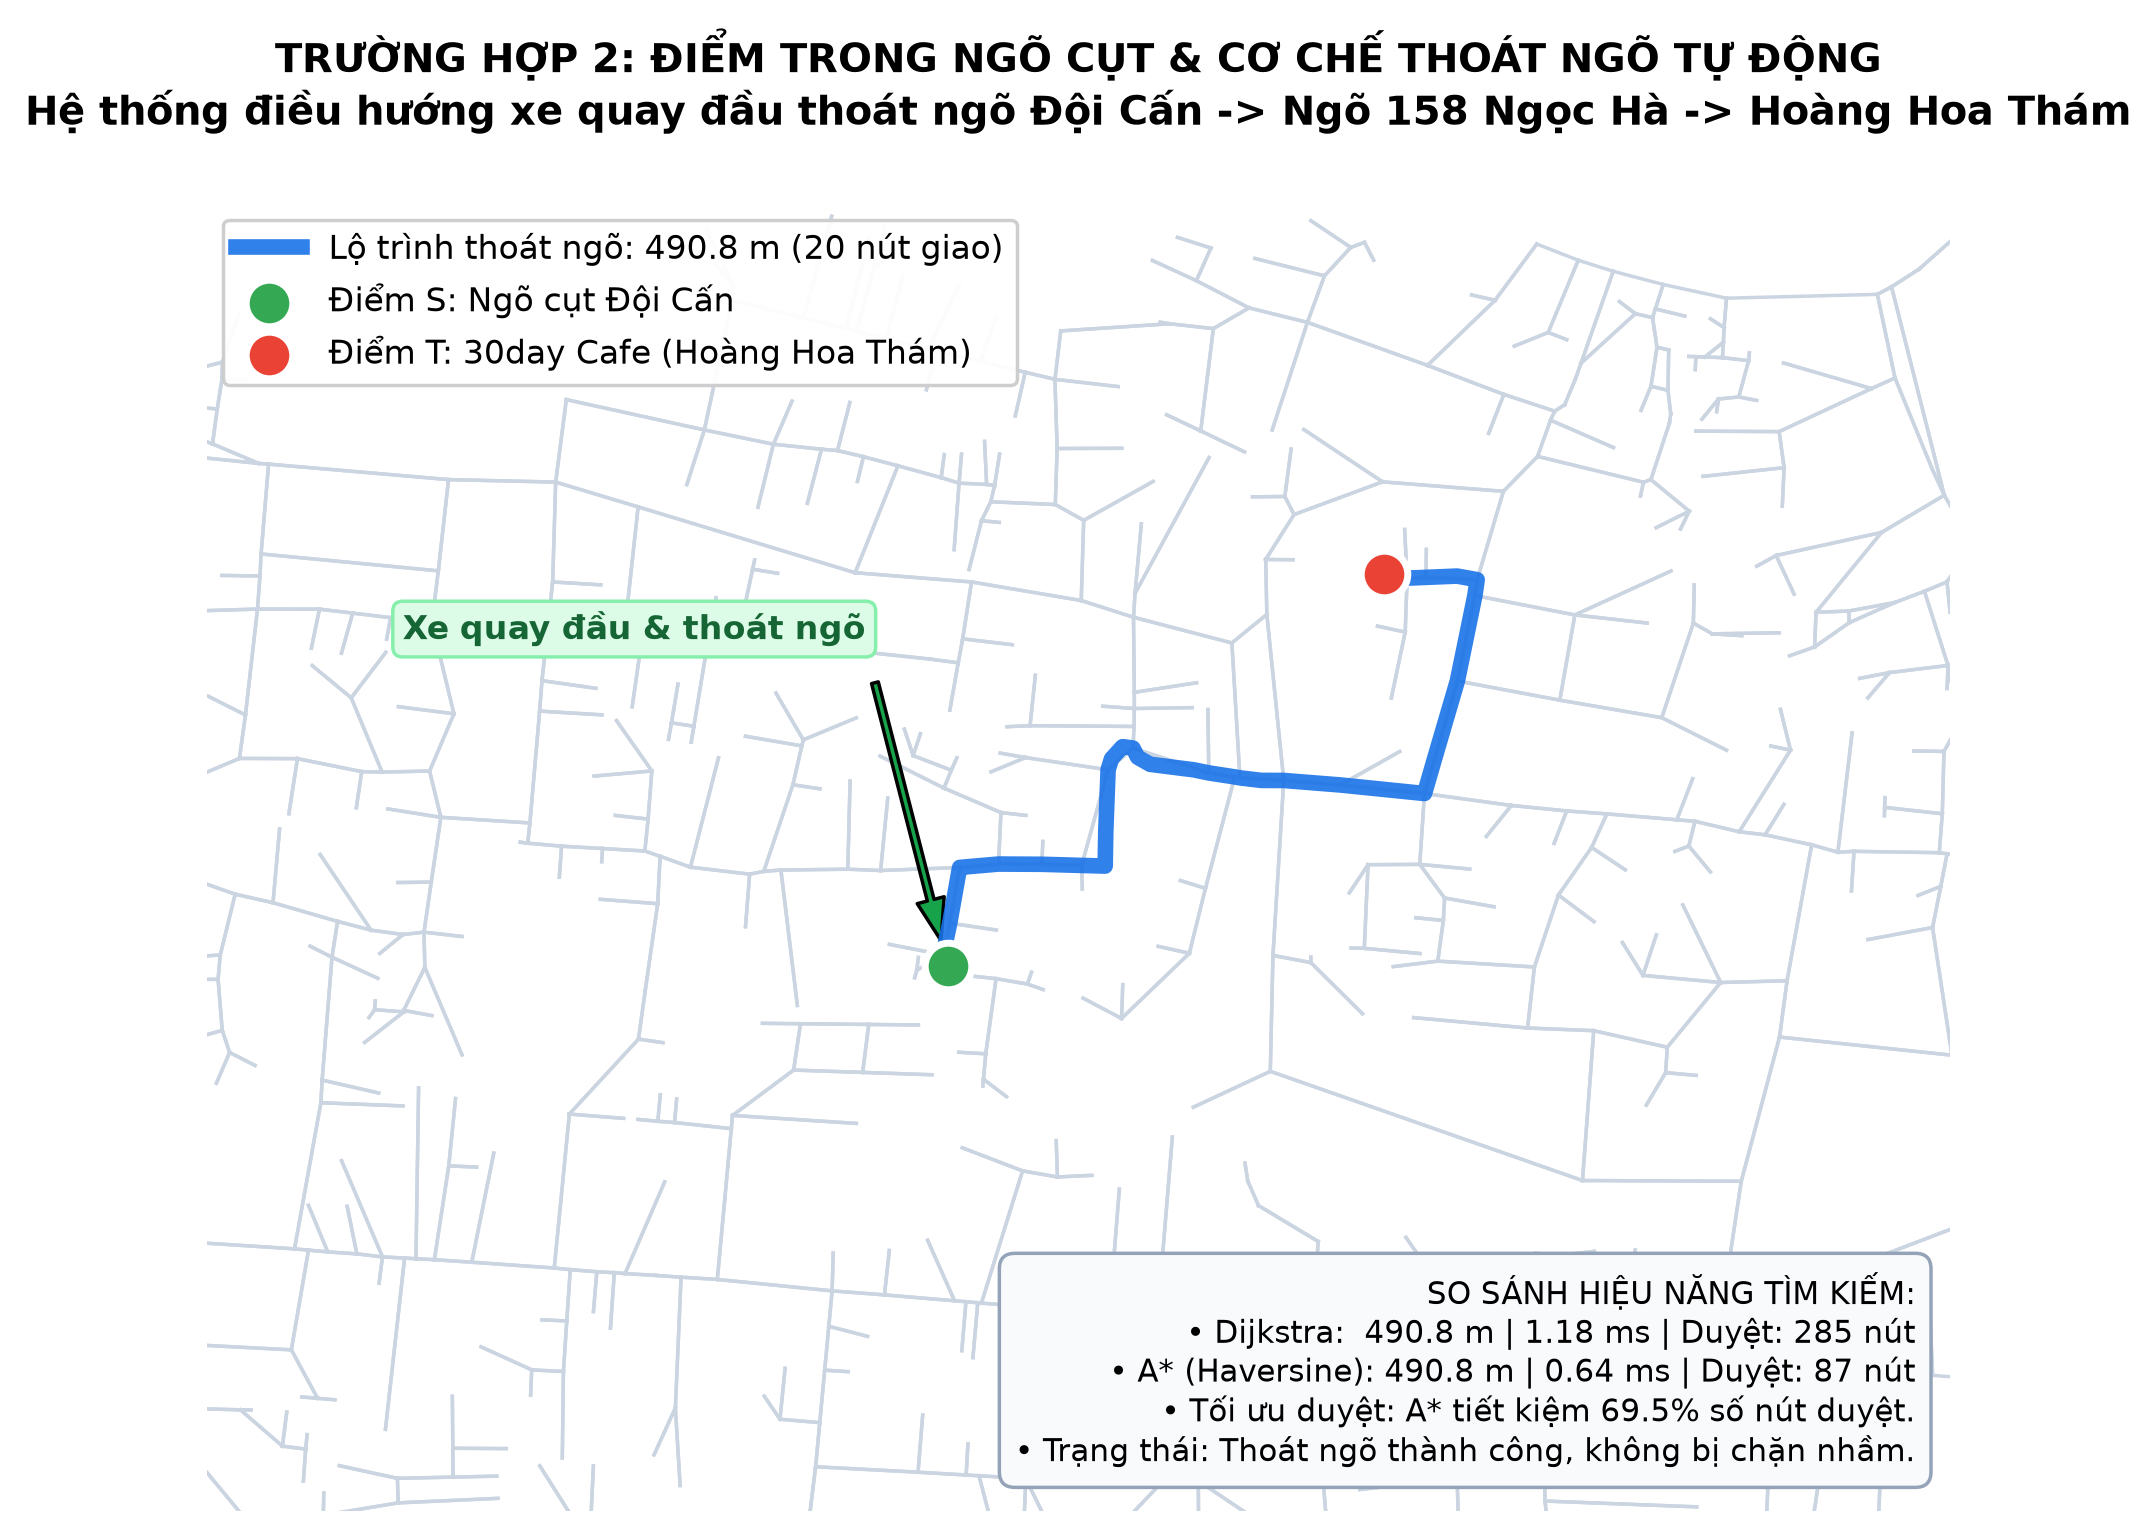 TRƯỜNG HỢP 2: ĐIỂM TRONG NGÕ CỤT & CƠ CHẾ THOÁT NGÕ TỰ ĐỘNG
Hệ thống điều hướng xe quay đầu thoát ngõ Đội Cấn -> Ngõ 158 Ngọc Hà -> Hoàng Hoa Thám
Lộ trình thoát ngõ: 490.8 m (20 nút giao)
Điểm S: Ngõ cụt Đội Cấn
Điểm T: 30day Cafe (Hoàng Hoa Thám)
Xe quay đầu & thoát ngõ
SO SÁNH HIỆU NĂNG TÌM KIẾM:
• Dijkstra:  490.8 m | 1.18 ms | Duyệt: 285 nút
• A* (Haversine): 490.8 m | 0.64 ms | Duyệt: 87 nút
• Tối ưu duyệt: A* tiết kiệm 69.5% số nút duyệt.
• Trạng thái: Thoát ngõ thành công, không bị chặn nhầm.